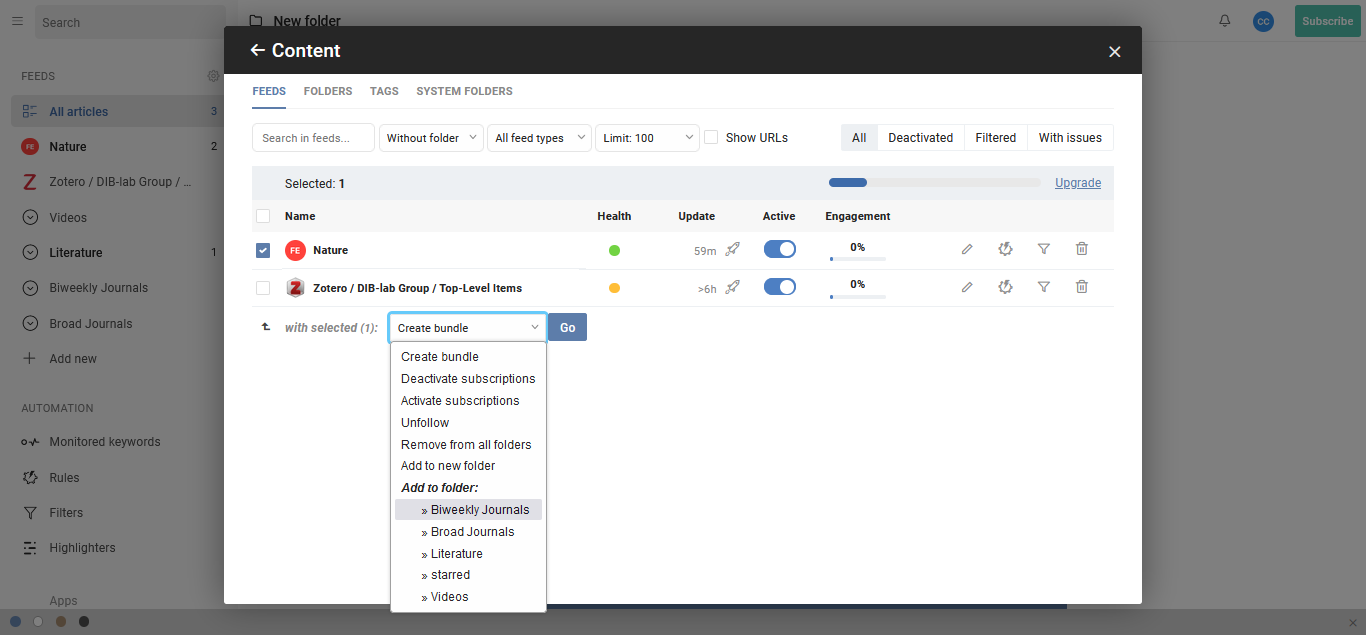 Search
New folder
CC
Subscribe
Content
FEEDS
All articles 3
FE Nature 2
Z Zotero / DIB-lab Group / ...
Videos
Literature 1
Biweekly Journals
Broad Journals
Add new
AUTOMATION
Monitored keywords
Rules
Filters
Highlighters
Apps
FEEDS FOLDERS TAGS SYSTEM FOLDERS
Search in feeds... Without folder All feed types Limit: 100 Show URLs All Deactivated Filtered With issues
Selected: 1 Upgrade
Name Health Update Active Engagement
FE Nature 59m 0%
Z Zotero / DIB-lab Group / Top-Level Items >6h 0%
with selected (1): Create bundle Go
Create bundle
Deactivate subscriptions
Activate subscriptions
Unfollow
Remove from all folders
Add to new folder
Add to folder:
» Biweekly Journals
» Broad Journals
» Literature
» starred
» Videos